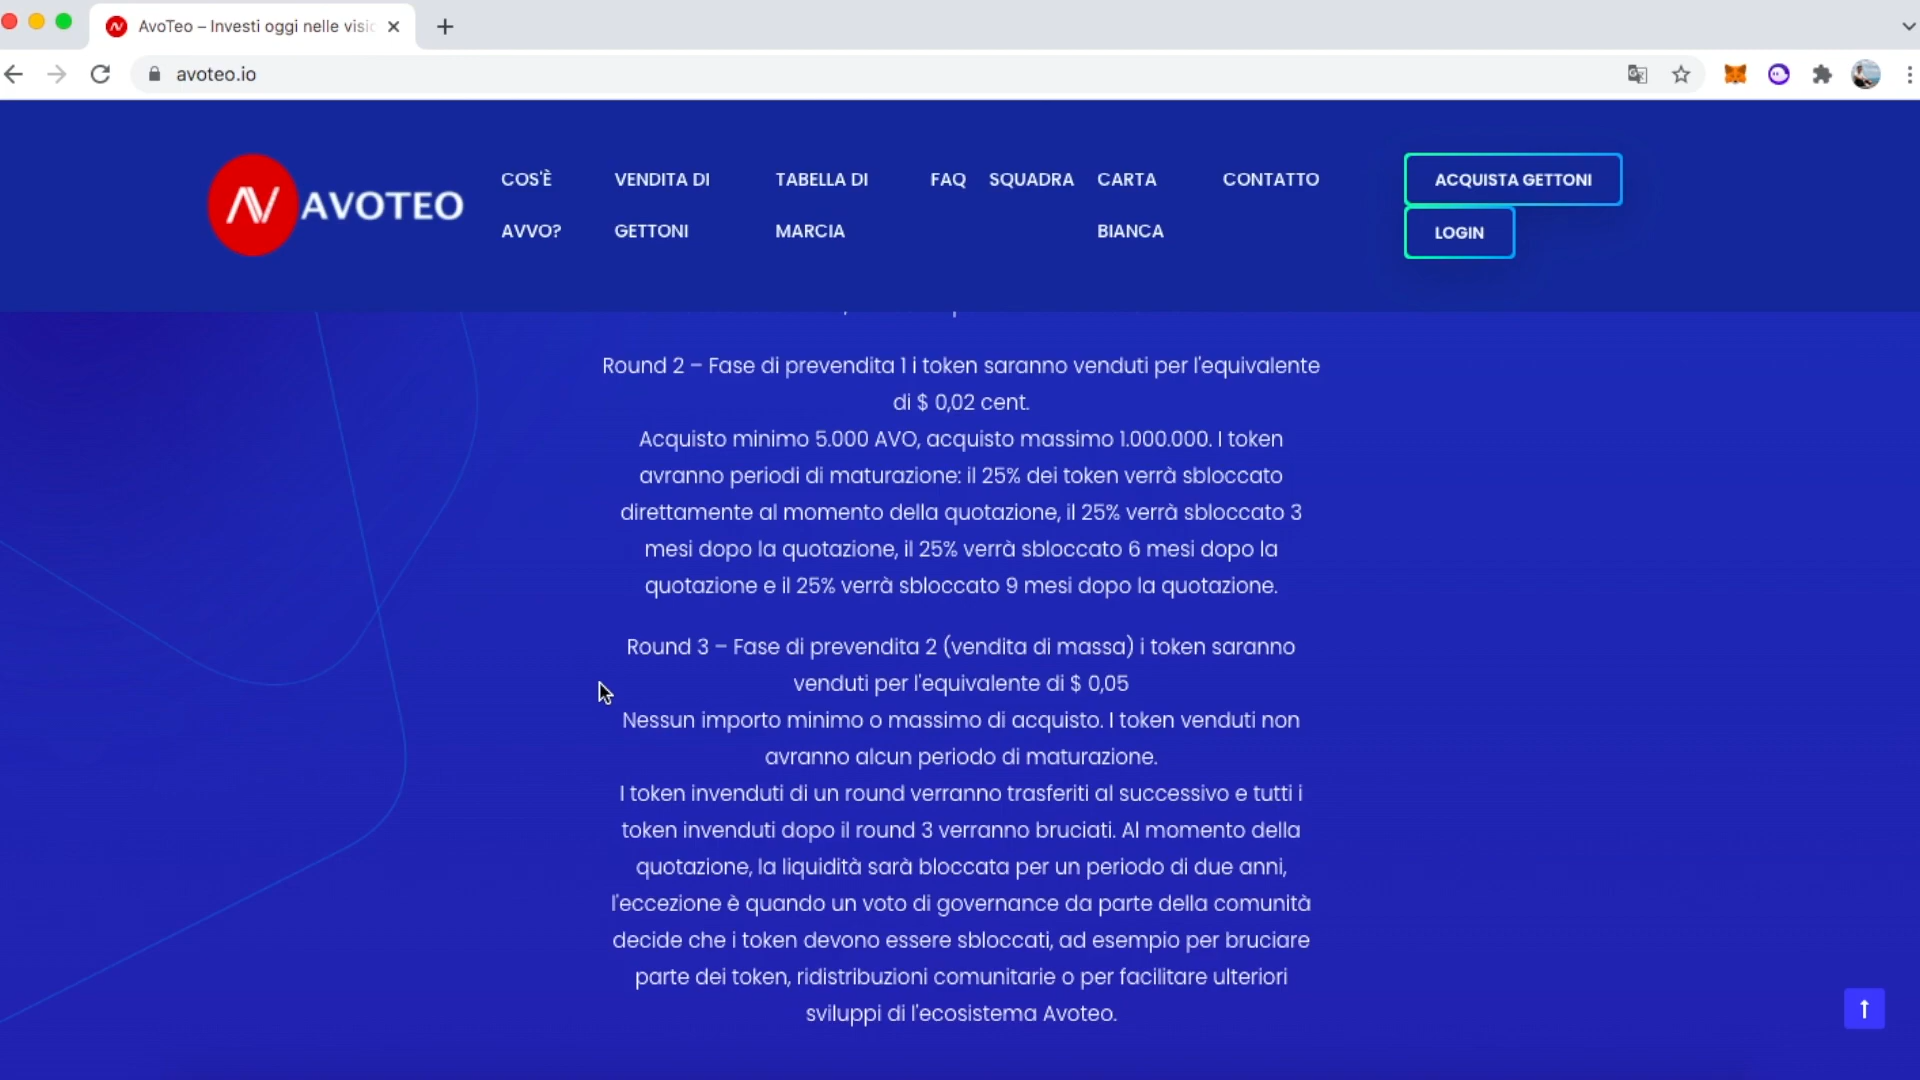 AvoTeo – Investi oggi nelle visi
avoteo.io
AVOTEO
COS'È AVVO?
VENDITA DI GETTONI
TABELLA DI MARCIA
FAQ
SQUADRA
CARTA BIANCA
CONTATTO
ACQUISTA GETTONI
LOGIN
Round 2 – Fase di prevendita 1 i token saranno venduti per l'equivalente
di $ 0,02 cent.
Acquisto minimo 5.000 AVO, acquisto massimo 1.000.000. I token
avranno periodi di maturazione: il 25% dei token verrà sbloccato
direttamente al momento della quotazione, il 25% verrà sbloccato 3
mesi dopo la quotazione, il 25% verrà sbloccato 6 mesi dopo la
quotazione e il 25% verrà sbloccato 9 mesi dopo la quotazione.
Round 3 – Fase di prevendita 2 (vendita di massa) i token saranno
venduti per l'equivalente di $ 0,05
Nessun importo minimo o massimo di acquisto. I token venduti non
avranno alcun periodo di maturazione.
I token invenduti di un round verranno trasferiti al successivo e tutti i
token invenduti dopo il round 3 verranno bruciati. Al momento della
quotazione, la liquidità sarà bloccata per un periodo di due anni,
l'eccezione è quando un voto di governance da parte della comunità
decide che i token devono essere sbloccati, ad esempio per bruciare
parte dei token, ridistribuzioni comunitarie o per facilitare ulteriori
sviluppi di l'ecosistema Avoteo.